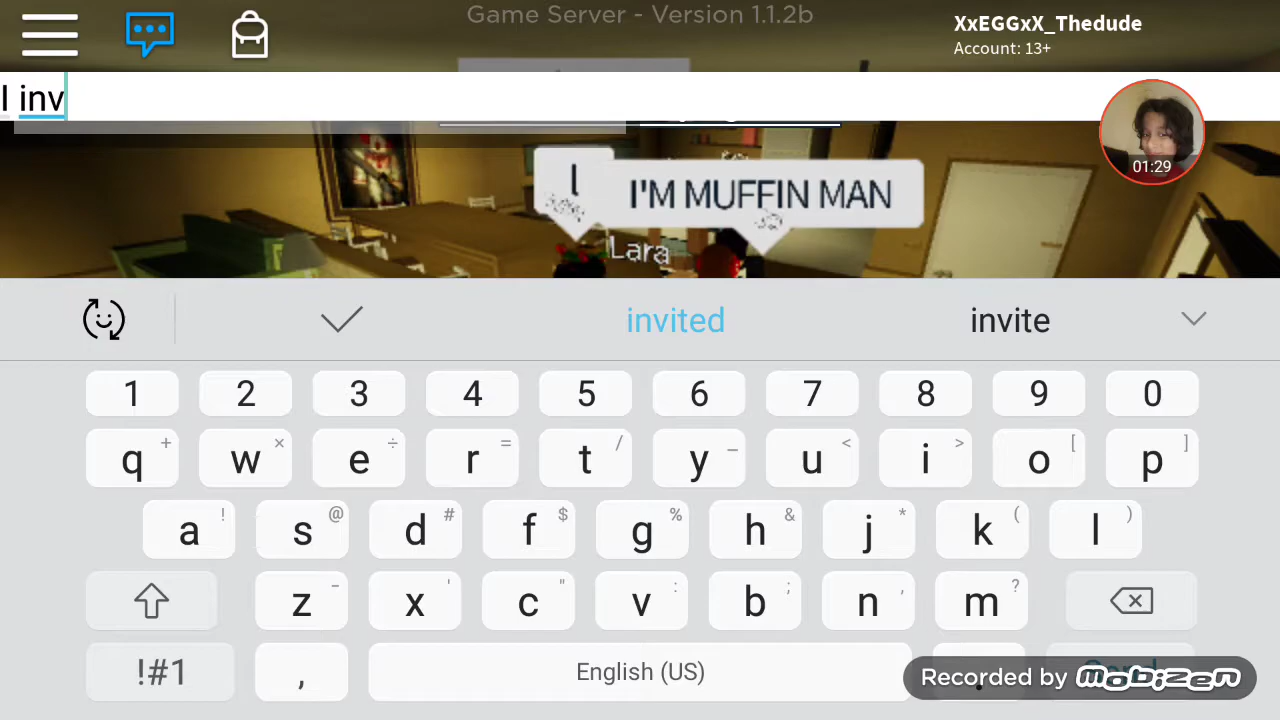 Game Server - Version 1.1.2b
XxEGGxX_Thedude
Account: 13+
I inv
01:29
I
I'M MUFFIN MAN
Lara
invited invite
1 2 3 4 5 6 7 8 9 0
q + w × e ÷ r = t / y _ u < i > o [ p ]
a ! s @ d # f $ g % h & j * k ( l )
z - x ' c " v : b ; n , m ?
!#1 , English (US) . Send
Recorded by mobizen